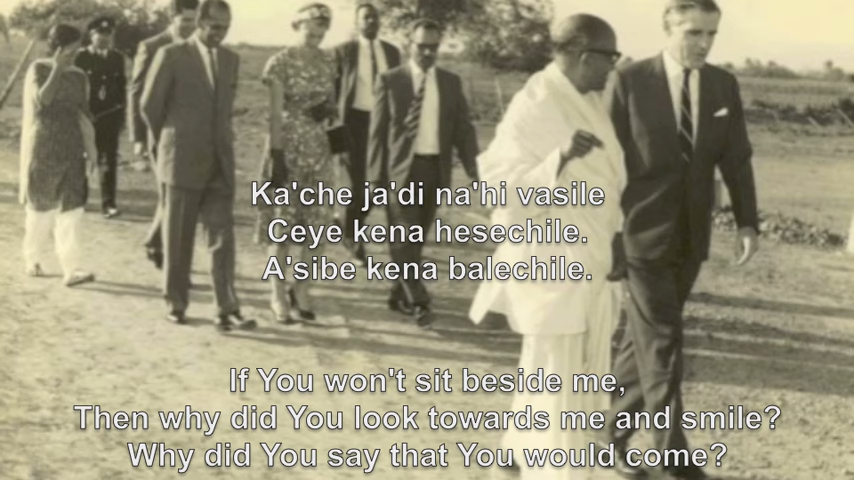 Ka'che ja'di na'hi vasile
Ceye kena hesechile.
A'sibe kena balechile.
If You won't sit beside me,
Then why did You look towards me and smile?
Why did You say that You would come?